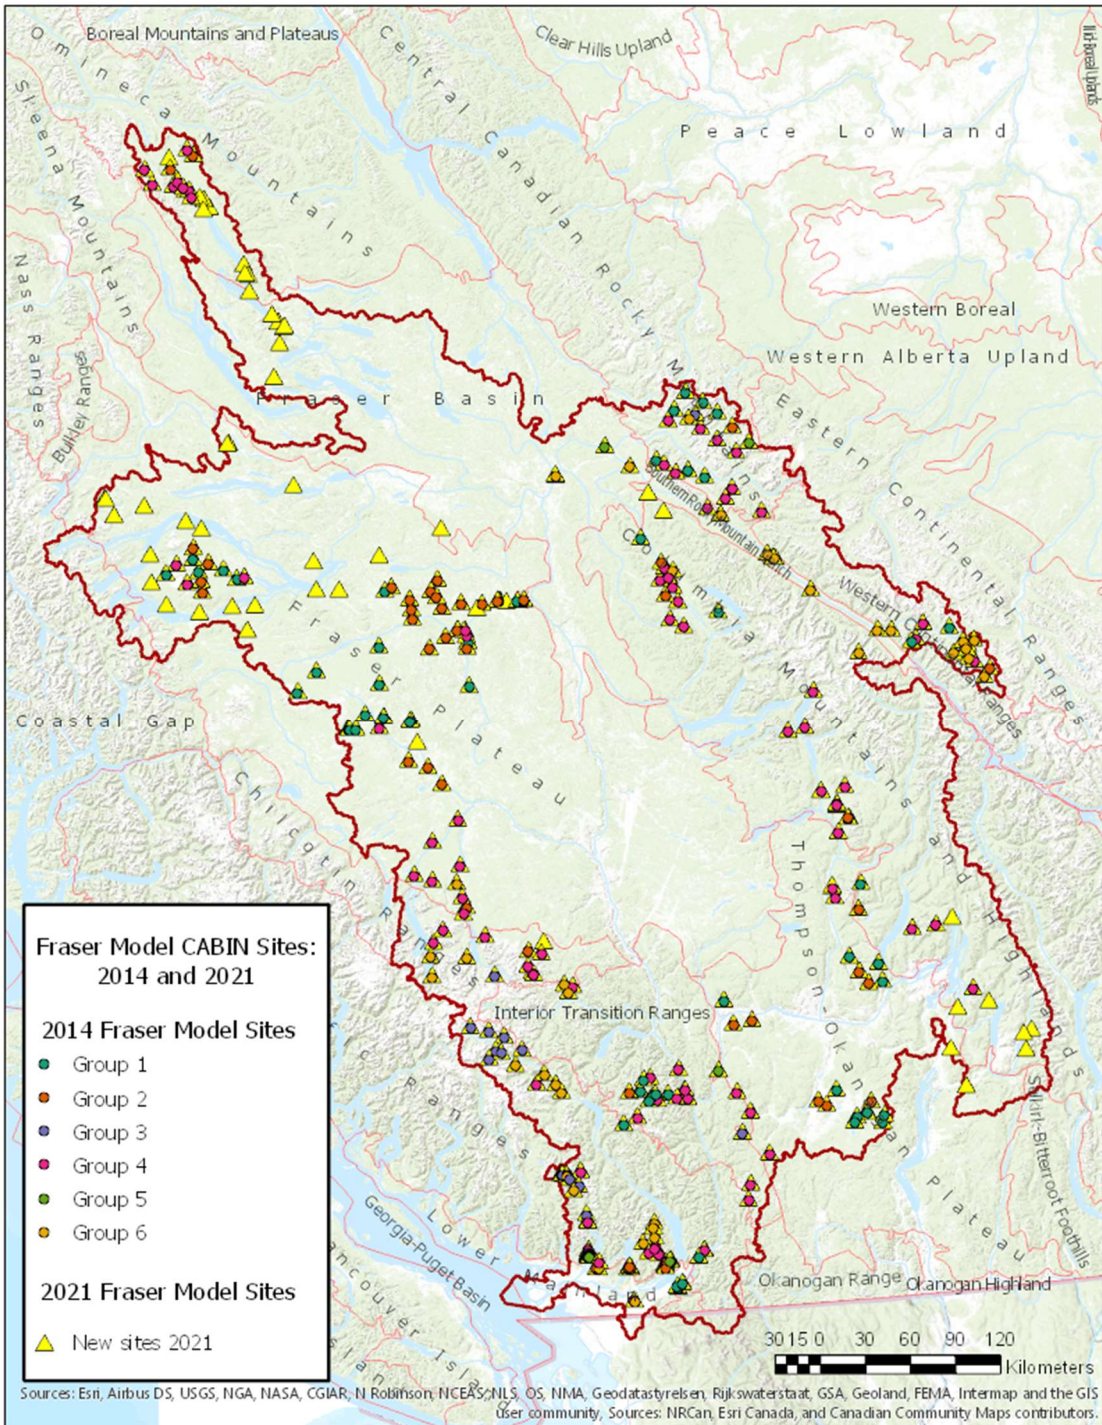 Boreal Mountains and Plateaus
Clear Hills Upland
Omineca Mountains
Skeena Mountains
Central Canadian Rocky Mountains
Peace Lowland
Nass Ranges
Bulkley Ranges
Western Boreal
Western Alberta Upland
Fraser Basin
Eastern Continental Ranges
Southern Rocky Mountain Trench
Columbia Mountains and Highlands
Western Continental Ranges
Fraser Plateau
Coastal Gap
Chilcotin Ranges
Thompson-Okanagan Plateau
Interior Transition Ranges
Ranges
Selkirk-Bitterroot Foothills
Georgia-Puget Basin
Lower Mainland
Okanogan Range
Okanogan Highland
Fraser Model CABIN Sites:
2014 and 2021
2014 Fraser Model Sites
Group 1
Group 2
Group 3
Group 4
Group 5
Group 6
2021 Fraser Model Sites
New sites 2021
30 15 0 30 60 90 120
Kilometers
Sources: Esri, Airbus DS, USGS, NGA, NASA, CGIAR, N Robinson, NCEAS, NLS, OS, NMA, Geodatastyrelsen, Rijkswaterstaat, GSA, Geoland, FEMA, Intermap and the GIS
user community, Sources: NRCan, Esri Canada, and Canadian Community Maps contributors.